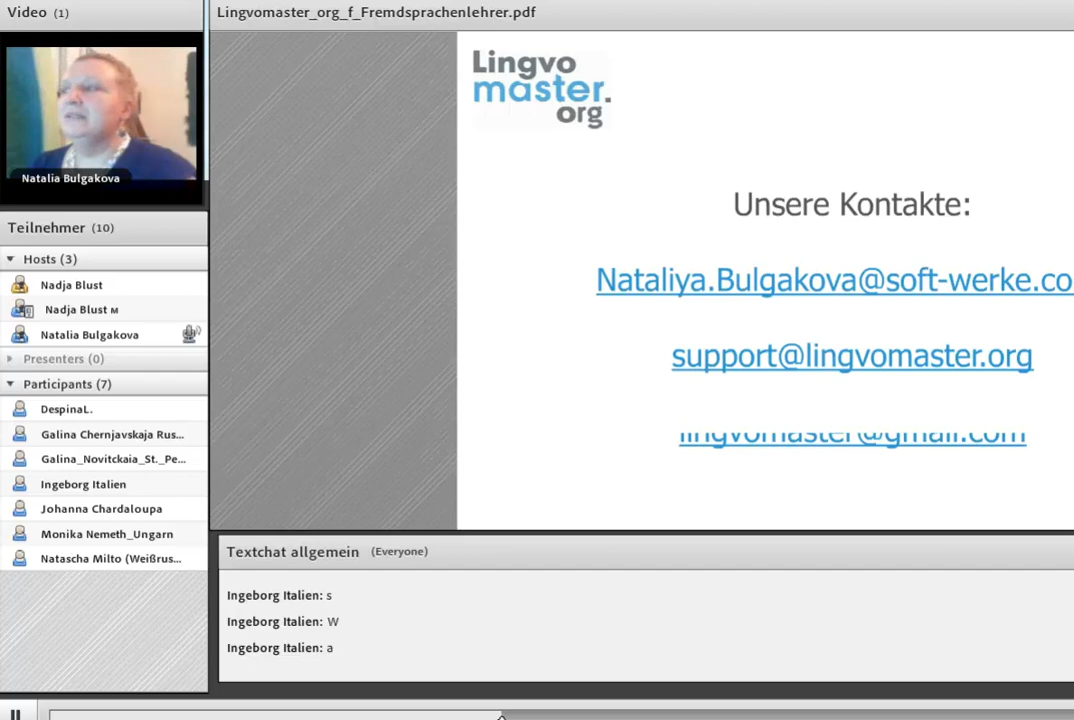 Video (1)
Natalia Bulgakova
Teilnehmer (10)
Hosts (3)
Nadja Blust
Nadja Blust м
Natalia Bulgakova
Presenters (0)
Participants (7)
DespinaL.
Galina Chernjavskaja Rus...
Galina_Novitckaia_St._Pe...
Ingeborg Italien
Johanna Chardaloupa
Monika Nemeth_Ungarn
Natascha Milto (Weißrus...
Lingvomaster_org_f_Fremdsprachenlehrer.pdf
Lingvo
master.
org
Unsere Kontakte:
Nataliya.Bulgakova@soft-werke.co
support@lingvomaster.org
lingvomaster@gmail.com
Textchat allgemein (Everyone)
Ingeborg Italien: s
Ingeborg Italien: W
Ingeborg Italien: a